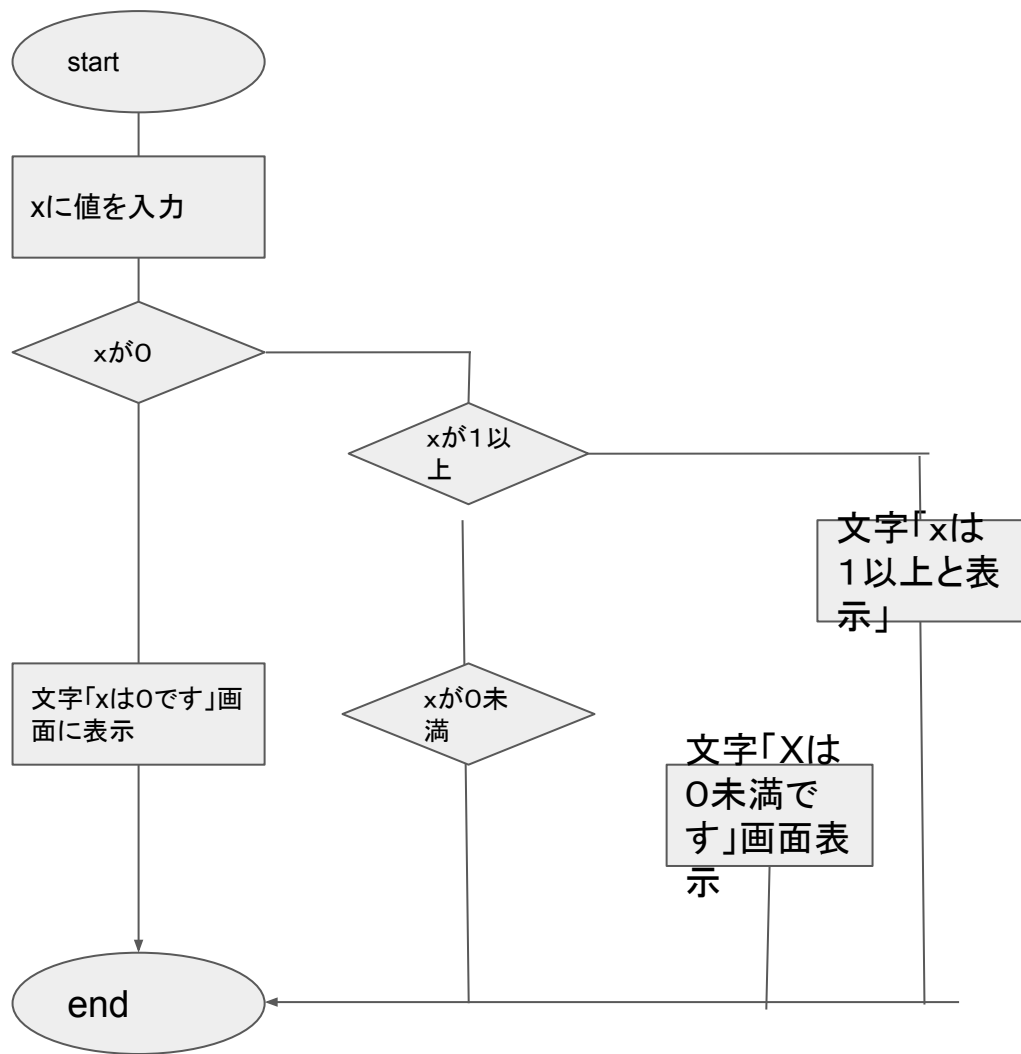 start
xに値を入力
xが0
xが1以
上
文字「xは
1以上と表
示」
文字「xは0です」画
面に表示
xが0未
満
文字「Xは
0未満で
す」画面表
示
end